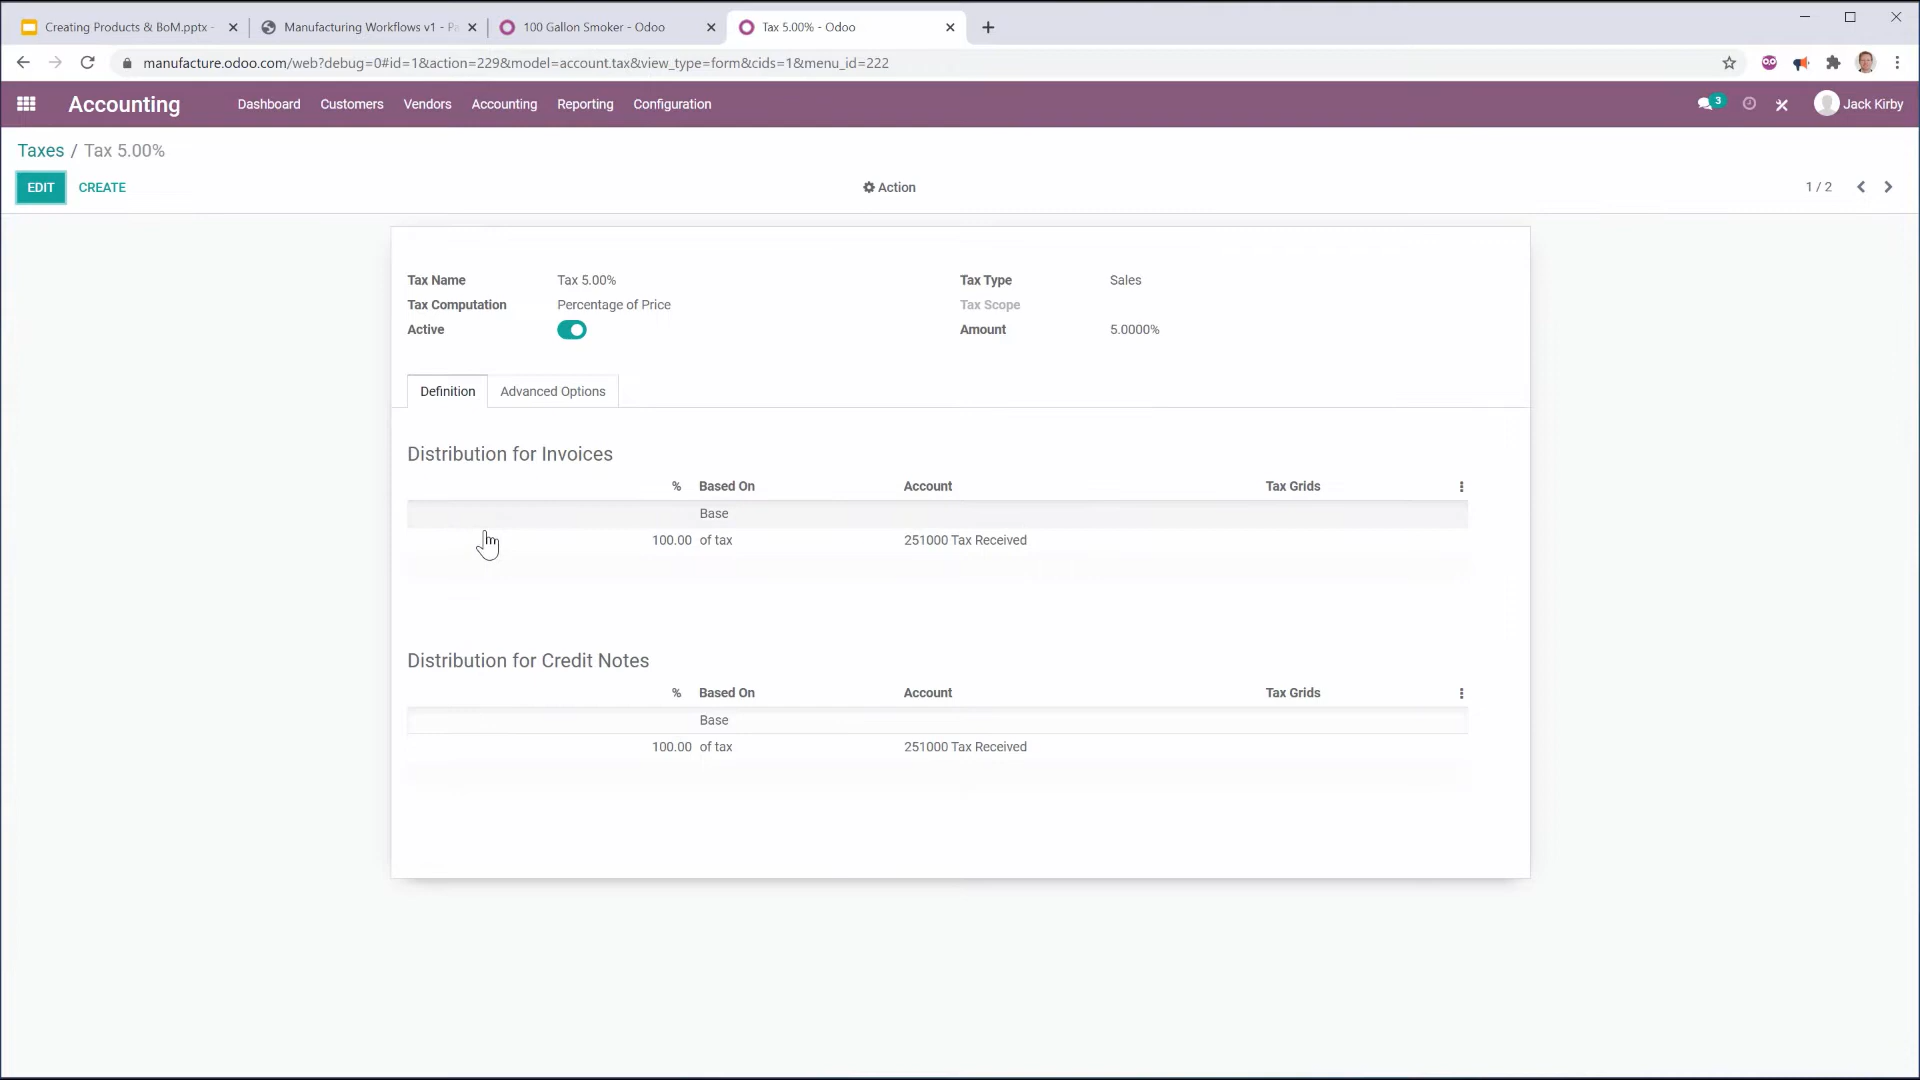 Creating Products & BoM.pptx -
Manufacturing Workflows v1 - Pa
100 Gallon Smoker - Odoo
Tax 5.00% - Odoo
manufacture.odoo.com/web?debug=0#id=1&action=229&model=account.tax&view_type=form&cids=1&menu_id=222
Accounting
Dashboard
Customers
Vendors
Accounting
Reporting
Configuration
3
Jack Kirby
Taxes / Tax 5.00%
EDIT
CREATE
Action
1 / 2
Tax Name Tax 5.00%
Tax Type Sales
Tax Computation Percentage of Price
Tax Scope
Active
Amount 5.0000%
Definition
Advanced Options
Distribution for Invoices
% Based On Account Tax Grids
Base
100.00 of tax 251000 Tax Received
Distribution for Credit Notes
% Based On Account Tax Grids
Base
100.00 of tax 251000 Tax Received